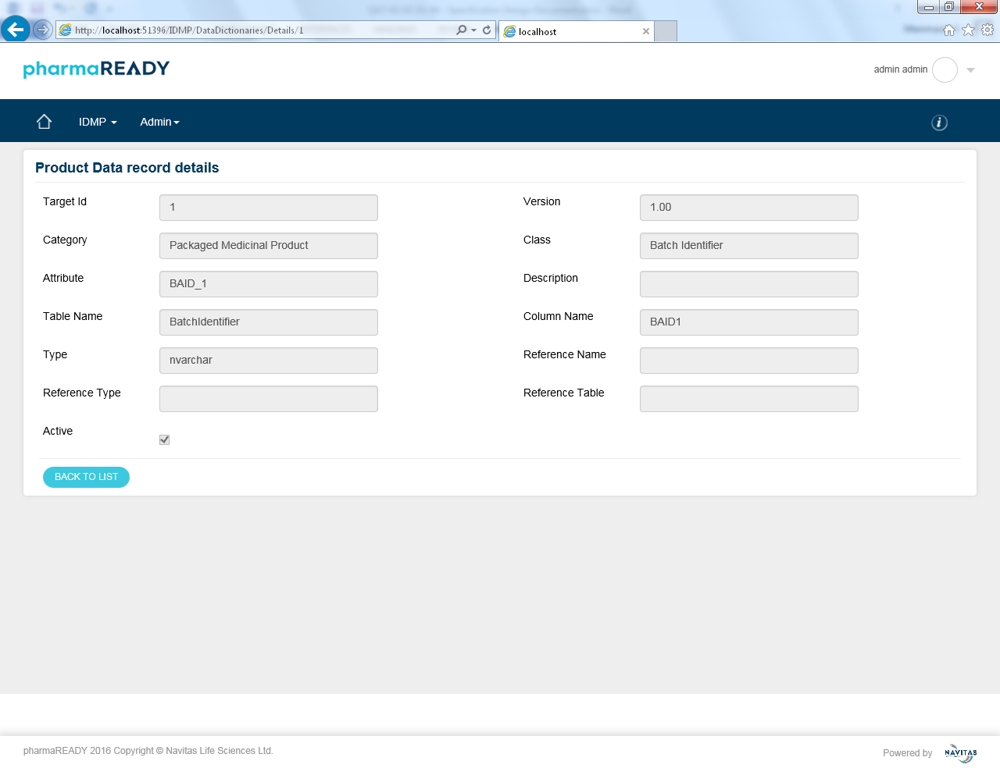 http://localhost:51396/IDMP/DataDictionaries/Details/1
localhost
pharmaREADY
admin admin
IDMP
Admin
Product Data record details
Target Id
1
Version
1.00
Category
Packaged Medicinal Product
Class
Batch Identifier
Attribute
BAID_1
Description
Table Name
BatchIdentifier
Column Name
BAID1
Type
nvarchar
Reference Name
Reference Type
Reference Table
Active
BACK TO LIST
pharmaREADY 2016 Copyright © Navitas Life Sciences Ltd.
Powered by
NAVITAS